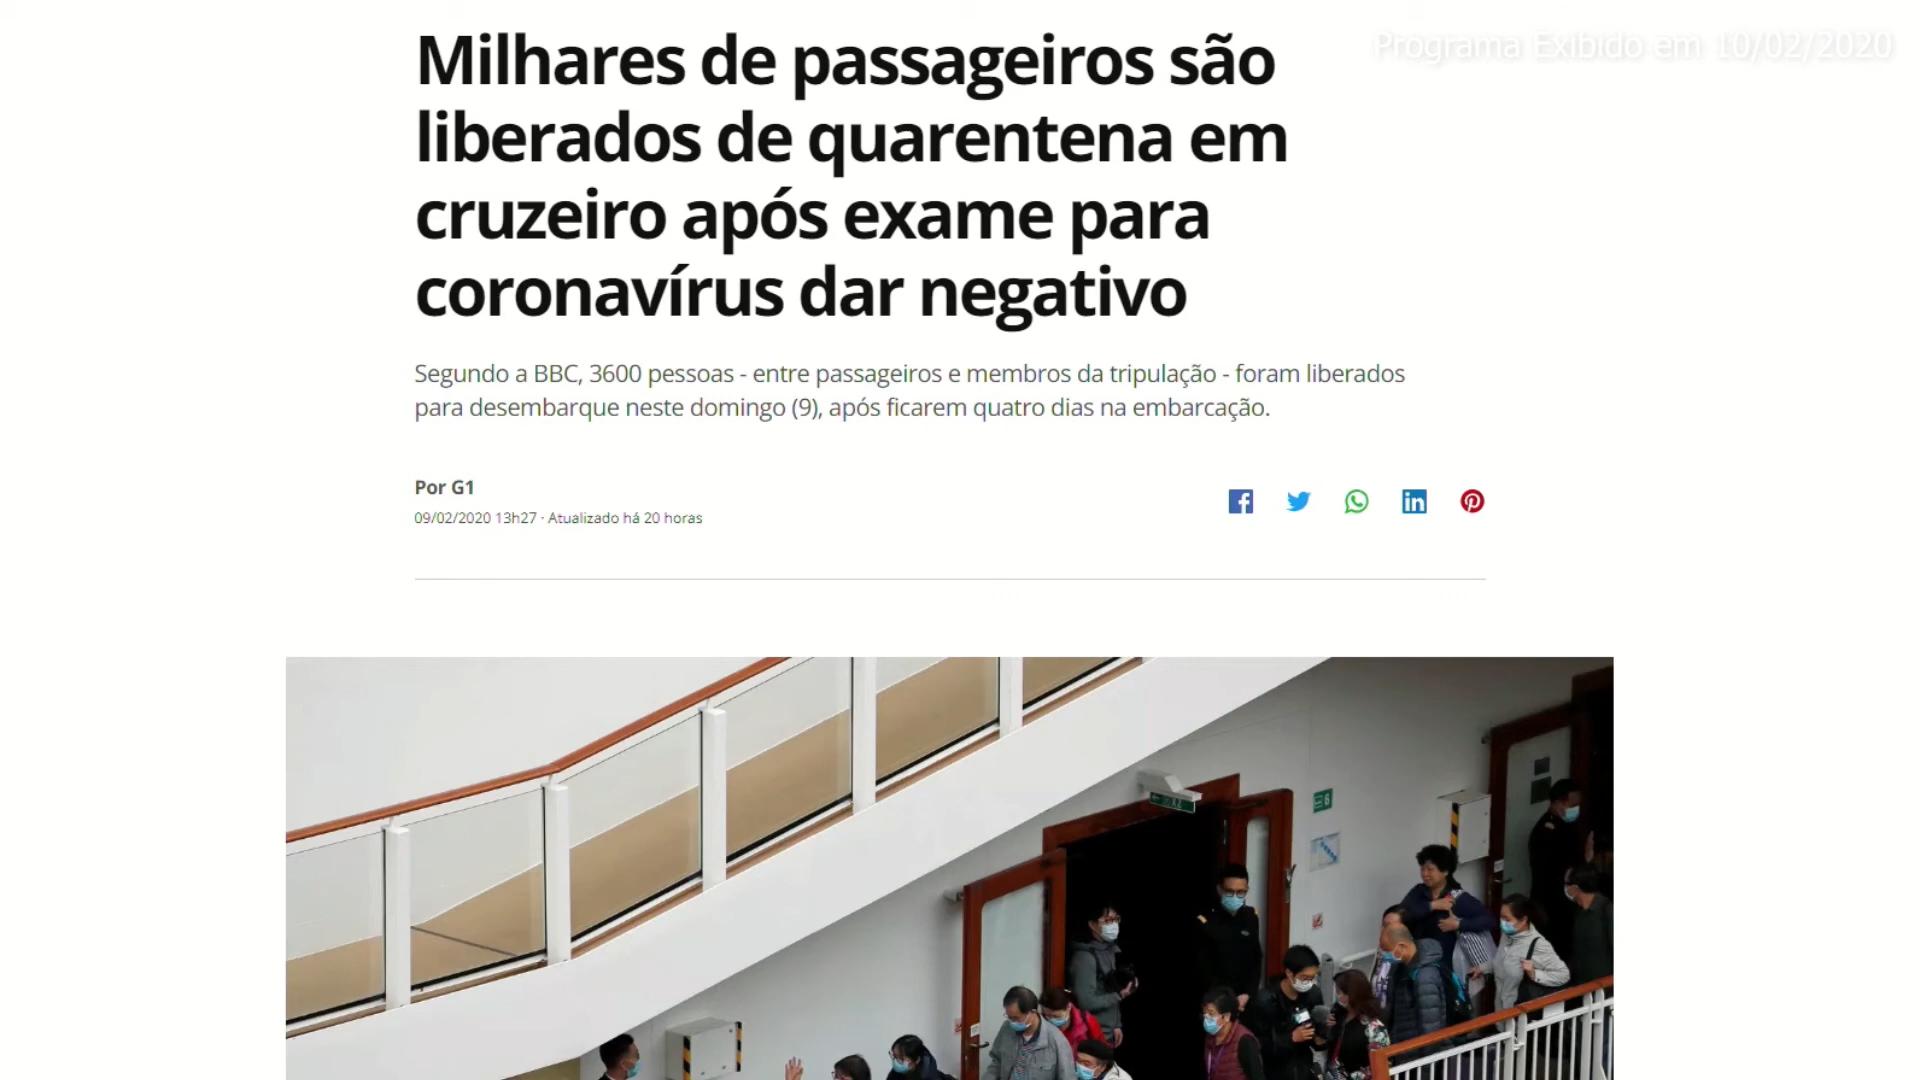 Programa Exibido em 10/02/2020
Milhares de passageiros são
liberados de quarentena em
cruzeiro após exame para
coronavírus dar negativo
Segundo a BBC, 3600 pessoas - entre passageiros e membros da tripulação - foram liberados
para desembarque neste domingo (9), após ficarem quatro dias na embarcação.
Por G1
09/02/2020 13h27 · Atualizado há 20 horas